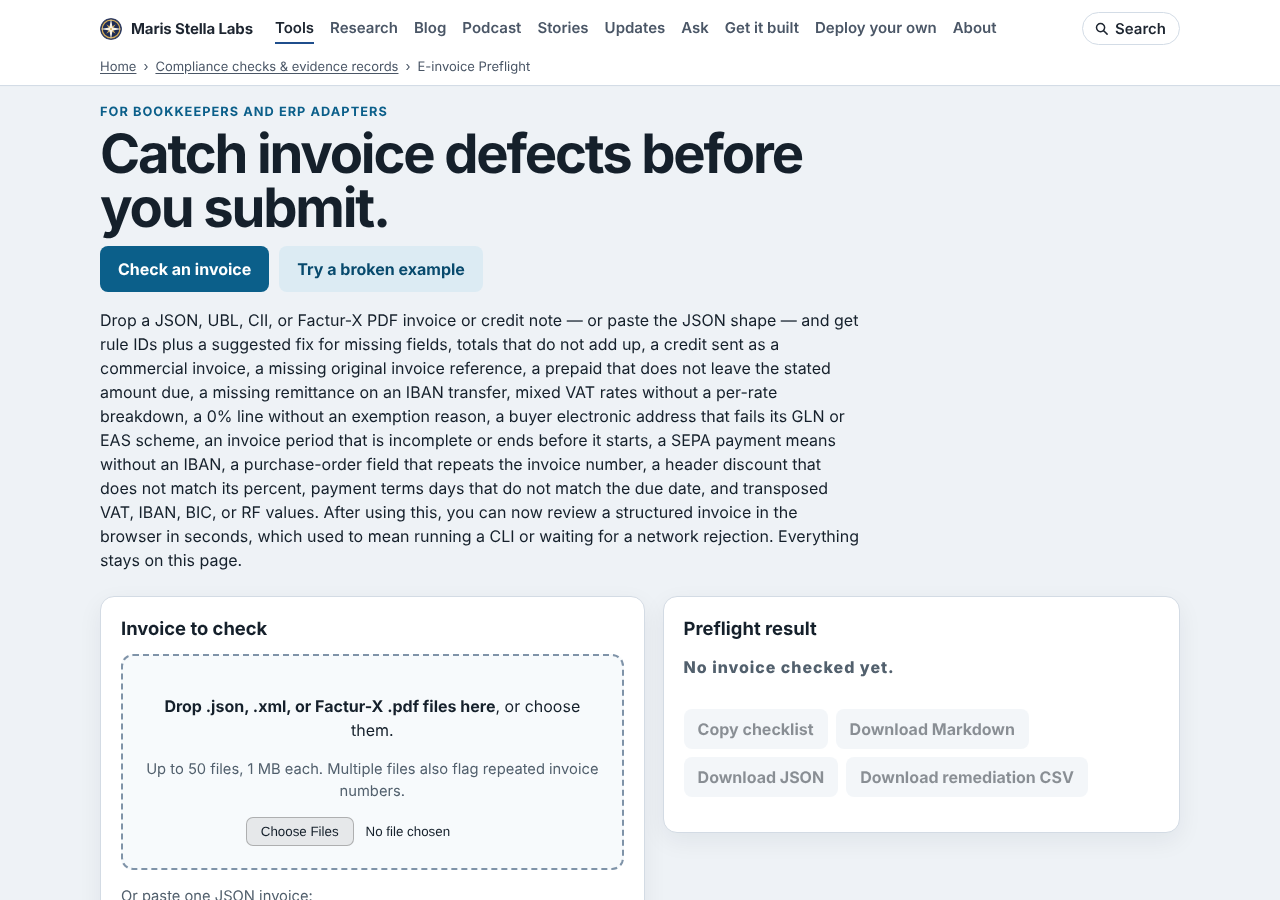 Maris Stella Labs
Tools
Research
Blog
Podcast
Stories
Updates
Ask
Get it built
Deploy your own
About
Search
Home › Compliance checks & evidence records › E-invoice Preflight
FOR BOOKKEEPERS AND ERP ADAPTERS
Catch invoice defects before
you submit.
Check an invoice
Try a broken example
Drop a JSON, UBL, CII, or Factur-X PDF invoice or credit note — or paste the JSON shape — and get
rule IDs plus a suggested fix for missing fields, totals that do not add up, a credit sent as a
commercial invoice, a missing original invoice reference, a prepaid that does not leave the stated
amount due, a missing remittance on an IBAN transfer, mixed VAT rates without a per-rate
breakdown, a 0% line without an exemption reason, a buyer electronic address that fails its GLN or
EAS scheme, an invoice period that is incomplete or ends before it starts, a SEPA payment means
without an IBAN, a purchase-order field that repeats the invoice number, a header discount that
does not match its percent, payment terms days that do not match the due date, and transposed
VAT, IBAN, BIC, or RF values. After using this, you can now review a structured invoice in the
browser in seconds, which used to mean running a CLI or waiting for a network rejection. Everything
stays on this page.
Invoice to check
Drop .json, .xml, or Factur-X .pdf files here, or choose
them.
Up to 50 files, 1 MB each. Multiple files also flag repeated invoice
numbers.
Choose Files No file chosen
Or paste one JSON invoice:
Preflight result
No invoice checked yet.
Copy checklist
Download Markdown
Download JSON
Download remediation CSV